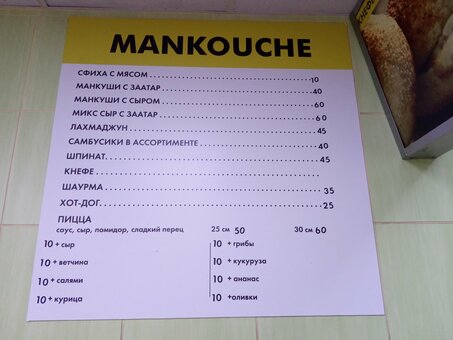 MANKOUCHE
СФИХА С МЯСОМ 10
МАНКУШИ С ЗААТАР 40
МАНКУШИ С СЫРОМ 60
МИКС СЫР С ЗААТАР 60
ЛАХМАДЖУН 45
САМБУСИКИ В АССОРТИМЕНТЕ 40
ШПИНАТ 45
КНЕФЕ
ШАУРМА 35
ХОТ-ДОГ 25
ПИЦЦА
соус, сыр, помидор, сладкий перец 25 см 50 30 см 60
10 + сыр 10 + грибы
10 + ветчина 10 + кукуруза
10 + салями 10 + ананас
10 + курица 10 +оливки